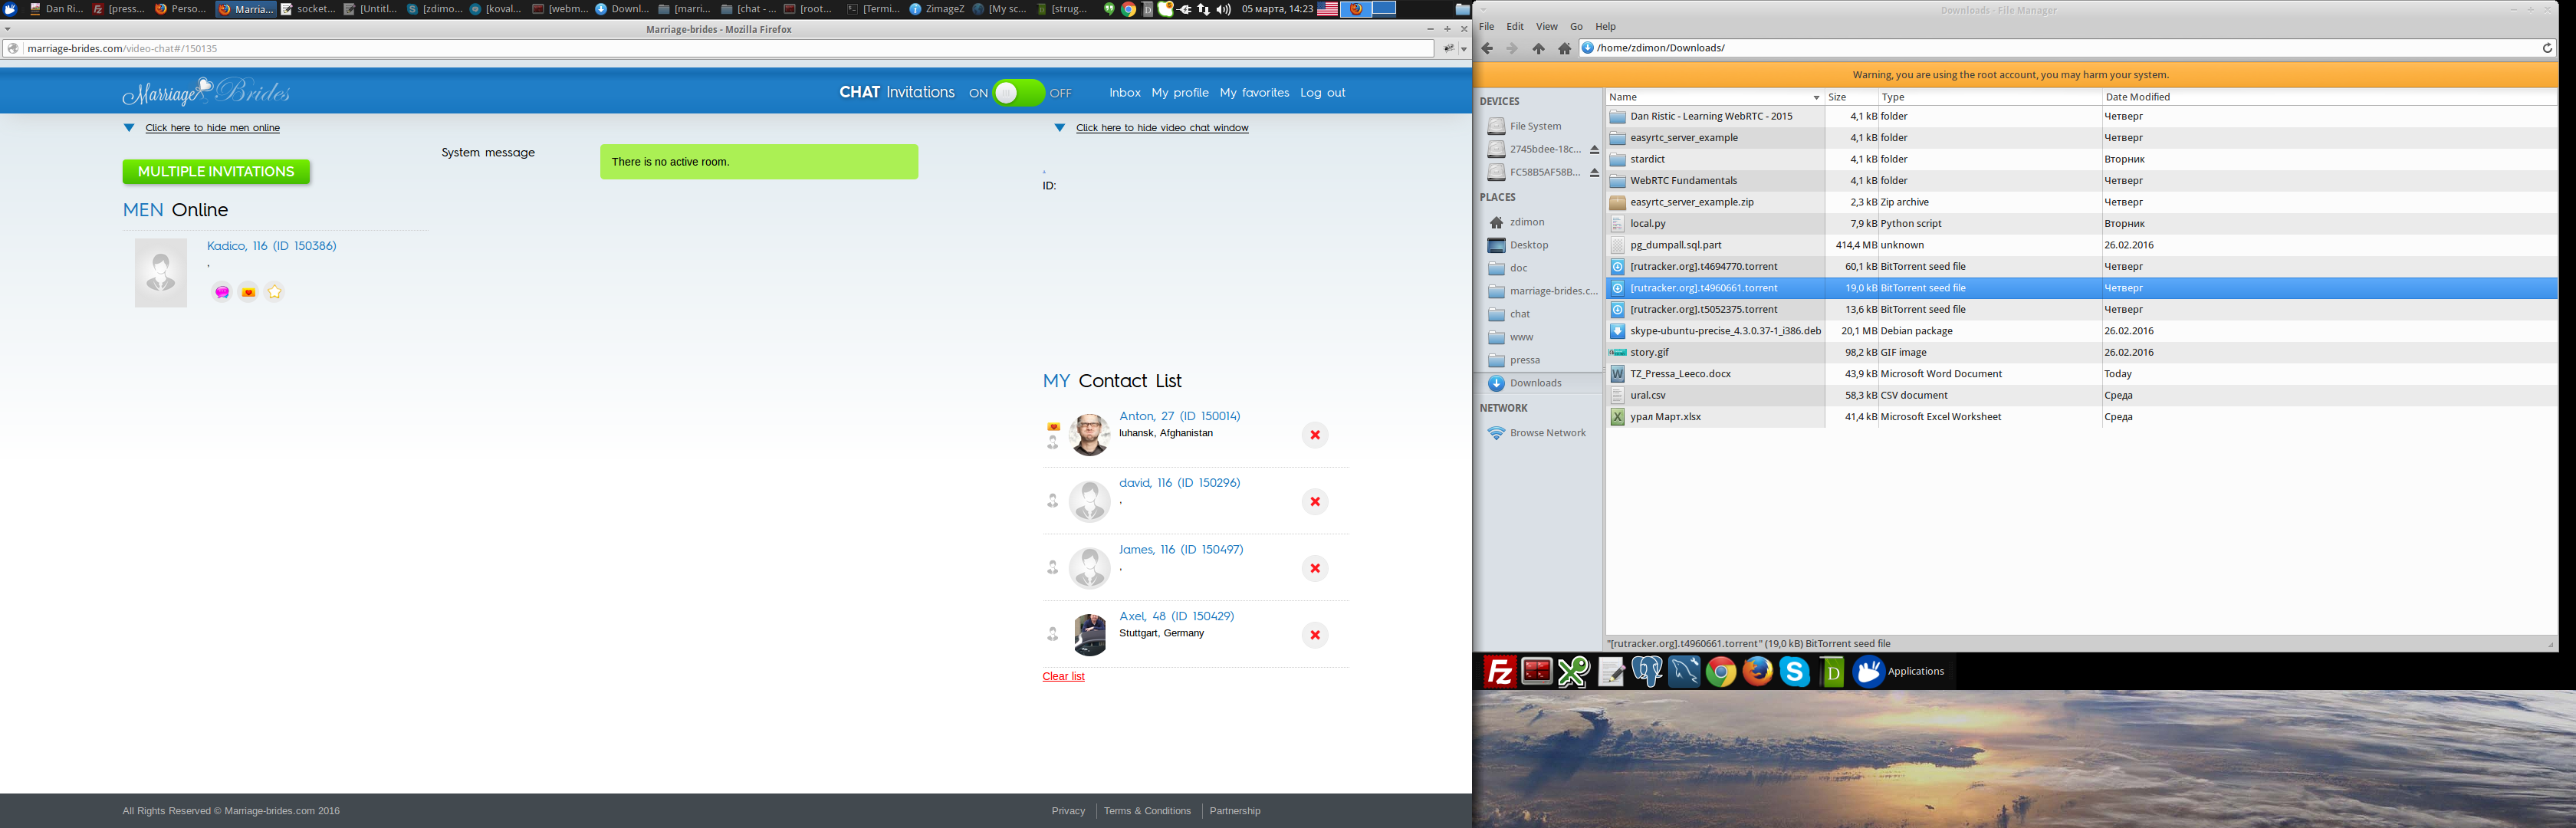 Dan Ri... [press... Perso... Marria... socket... [Untitl... [zdimo... [koval... [webm... Downl... [marri... [chat - ... [root... [Termi... ZimageZ [My sc... [strug... 05 марта, 14:23
Marriage-brides - Mozilla Firefox
marriage-brides.com/video-chat#/150135
Marriage Brides
CHAT Invitations ON OFF Inbox My profile My favorites Log out
Click here to hide men online
Click here to hide video chat window
System message
There is no active room.
MULTIPLE INVITATIONS
ID:
MEN Online
Kadico, 116 (ID 150386)
,
MY Contact List
Anton, 27 (ID 150014)
luhansk, Afghanistan
david, 116 (ID 150296)
,
James, 116 (ID 150497)
,
Axel, 48 (ID 150429)
Stuttgart, Germany
Clear list
All Rights Reserved © Marriage-brides.com 2016
Privacy Terms & Conditions Partnership
Downloads - File Manager
File Edit View Go Help
/home/zdimon/Downloads/
Warning, you are using the root account, you may harm your system.
DEVICES
File System
2745bdee-18c...
FC58B5AF58B...
PLACES
zdimon
Desktop
doc
marriage-brides.c...
chat
www
pressa
Downloads
NETWORK
Browse Network
Name Size Type Date Modified
Dan Ristic - Learning WebRTC - 2015 4,1 kB folder Четверг
easyrtc_server_example 4,1 kB folder Четверг
stardict 4,1 kB folder Вторник
WebRTC Fundamentals 4,1 kB folder Четверг
easyrtc_server_example.zip 2,3 kB Zip archive Четверг
local.py 7,9 kB Python script Вторник
pg_dumpall.sql.part 414,4 MB unknown 26.02.2016
[rutracker.org].t4694770.torrent 60,1 kB BitTorrent seed file Четверг
[rutracker.org].t4960661.torrent 19,0 kB BitTorrent seed file Четверг
[rutracker.org].t5052375.torrent 13,6 kB BitTorrent seed file Четверг
skype-ubuntu-precise_4.3.0.37-1_i386.deb 20,1 MB Debian package 26.02.2016
story.gif 98,2 kB GIF image 26.02.2016
TZ_Pressa_Leeco.docx 43,9 kB Microsoft Word Document Today
ural.csv 58,3 kB CSV document Среда
урал Март.xlsx 41,4 kB Microsoft Excel Worksheet Среда
"[rutracker.org].t4960661.torrent" (19,0 kB) BitTorrent seed file
Applications